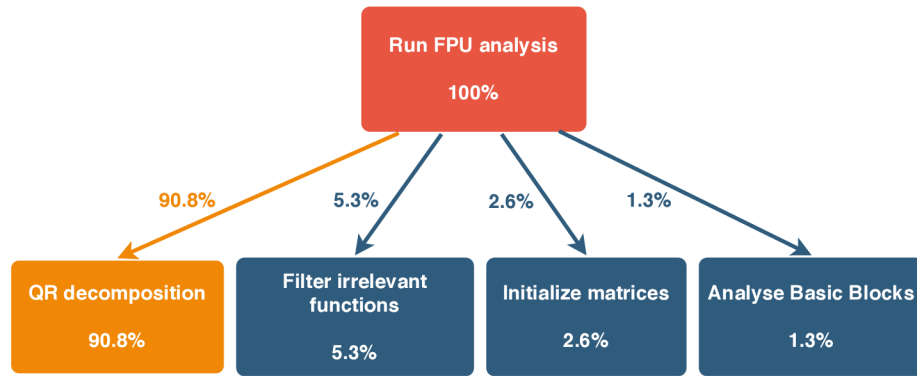 Run FPU analysis
100%
90.8%
5.3%
2.6%
1.3%
QR decomposition
90.8%
Filter irrelevant
functions
5.3%
Initialize matrices
2.6%
Analyse Basic Blocks
1.3%